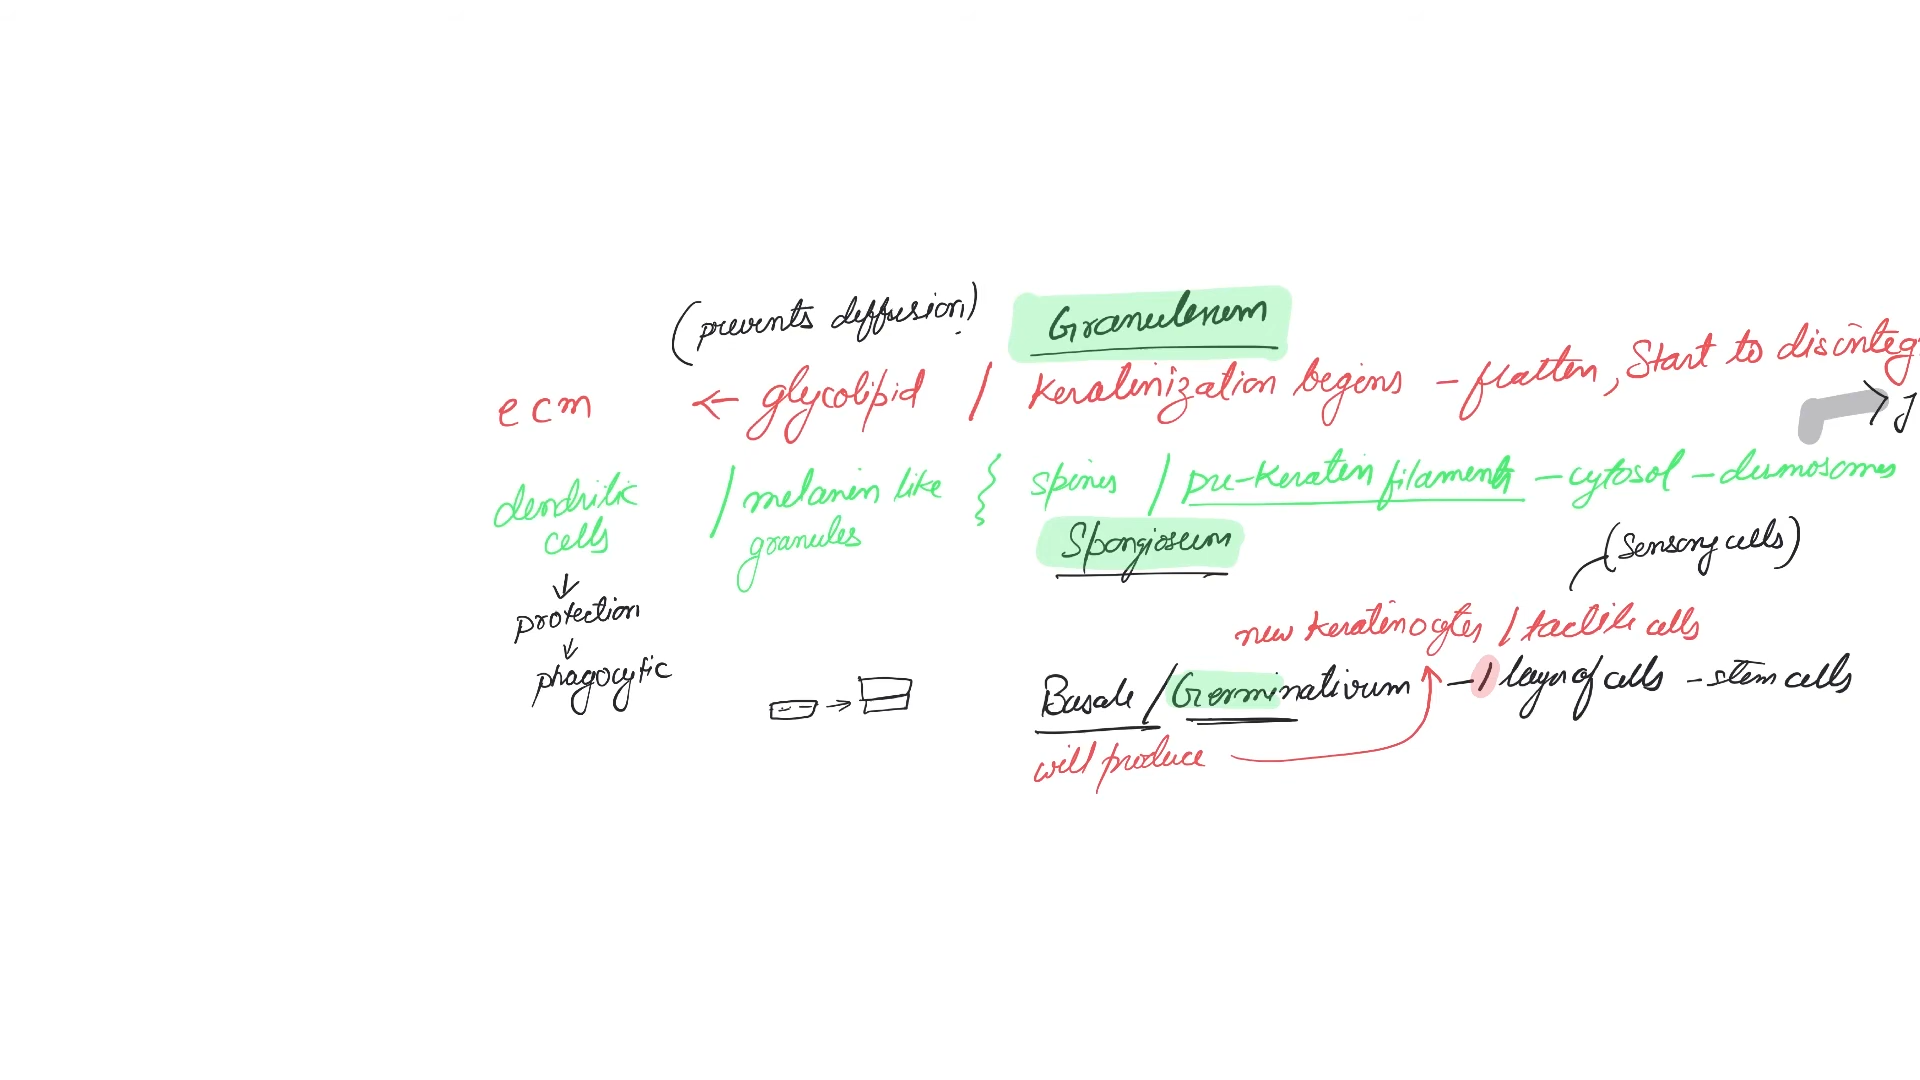 (prevents diffusion) Granulenum
ecm ← glycolipid / Keratinization begins - flatten, Start to disinteg
dendritic cells / melanin like granules } spines / pre-Keratin filaments - cytosol - desmosomes
Spongioseum
(sensory cells)
↓
protection
↓
phagocytic
new Keratinocytes / tactile cells
Basale / Germinativum - 1 layer of cells - stem cells
will produce